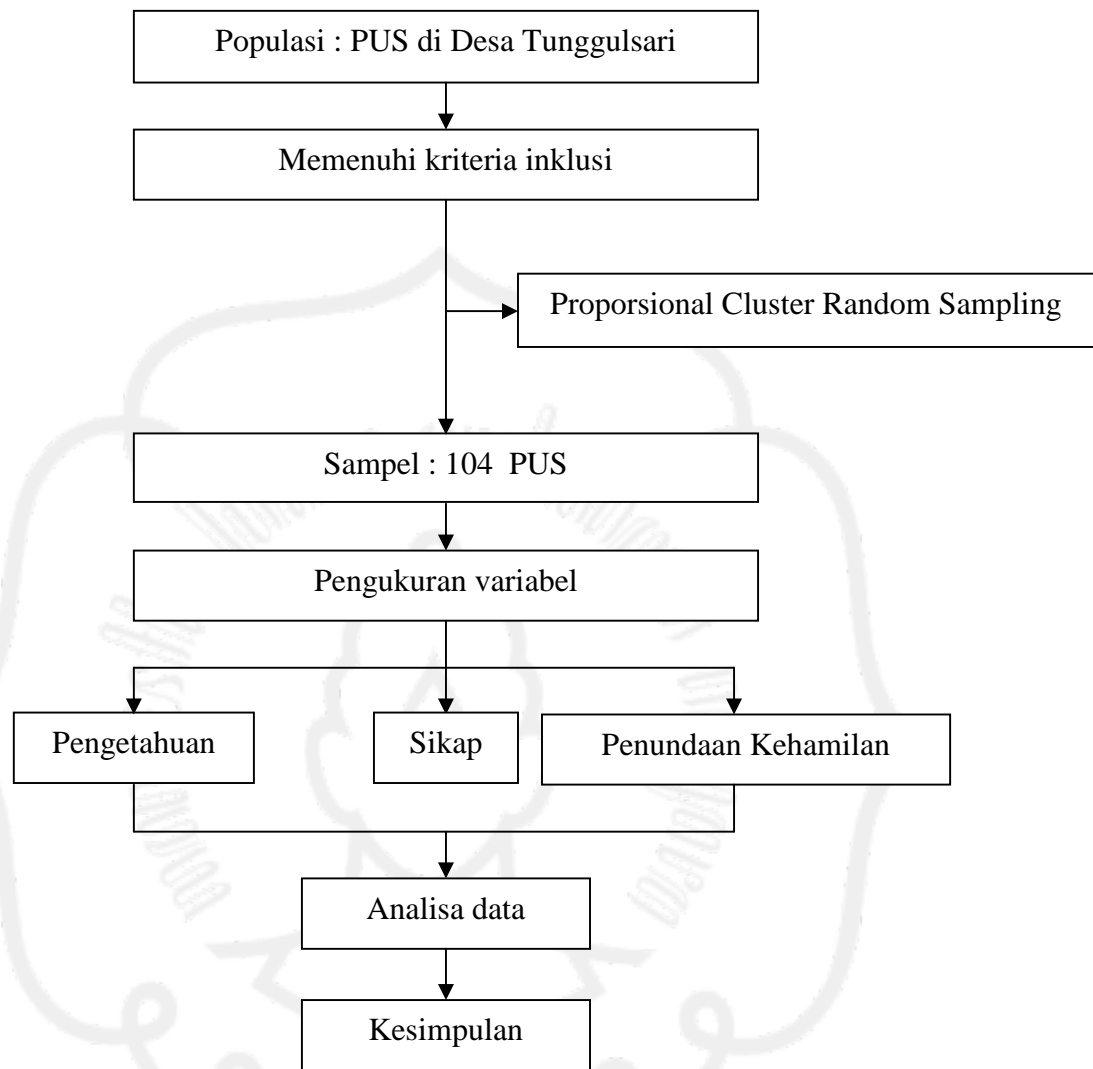 Populasi : PUS di Desa Tunggulsari
Memenuhi kriteria inklusi
Proporsional Cluster Random Sampling
Sampel : 104  PUS
Pengukuran variabel
Pengetahuan
Sikap
Penundaan Kehamilan
Analisa data
Kesimpulan